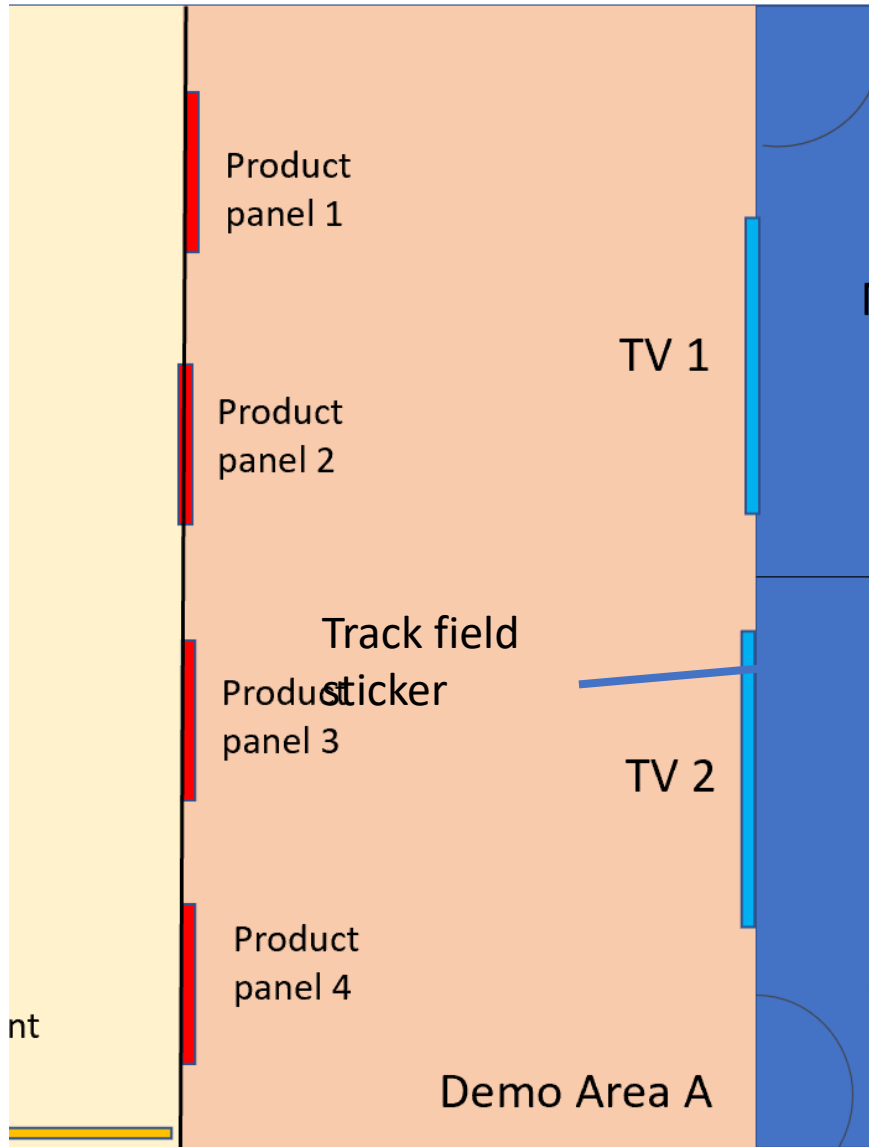 Product
panel 1
TV 1
Product
panel 2
Track field
sticker
Product
panel 3
TV 2
Product
panel 4
nt
Demo Area A